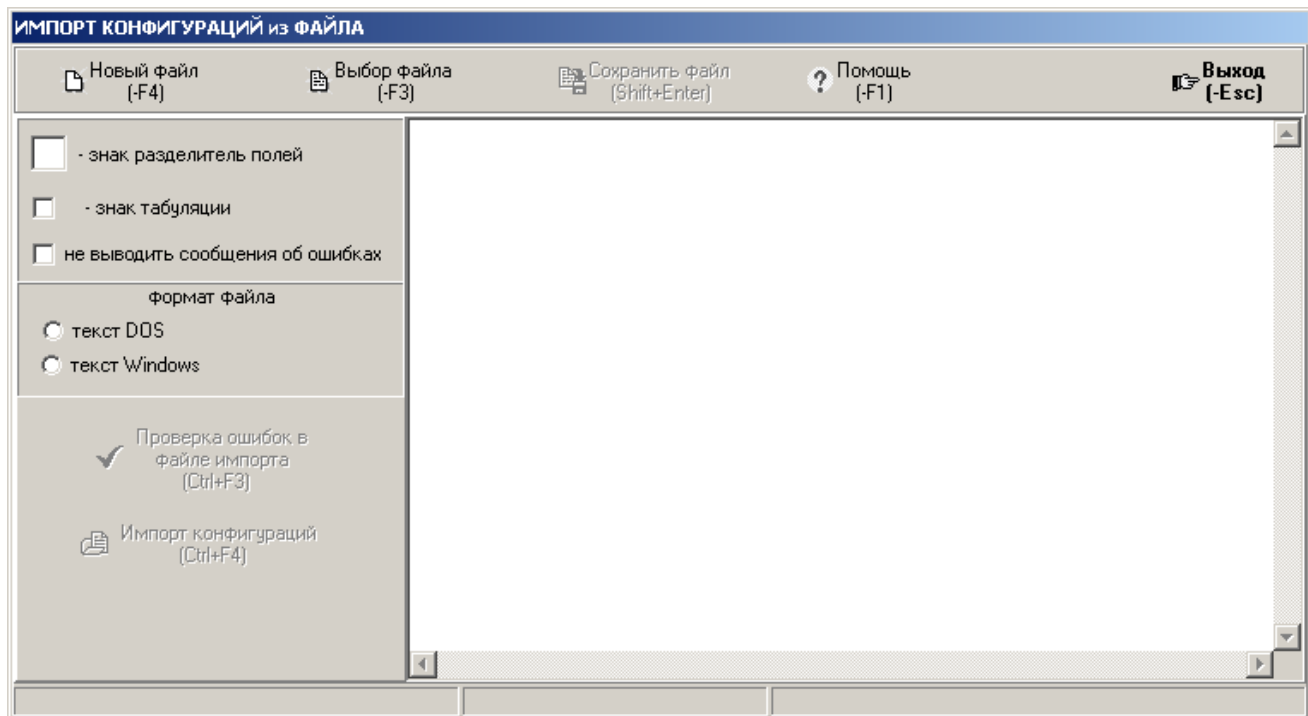 ИМПОРТ КОНФИГУРАЦИЙ из ФАЙЛА
Новый файл
(-F4)
Выбор файла
(-F3)
Сохранить файл
(Shift+Enter)
Помощь
(-F1)
Выход
(-Esc)
- знак разделитель полей
- знак табуляции
не выводить сообщения об ошибках
формат файла
текст DOS
текст Windows
Проверка ошибок в
файле импорта
(Ctrl+F3)
Импорт конфигураций
(Ctrl+F4)